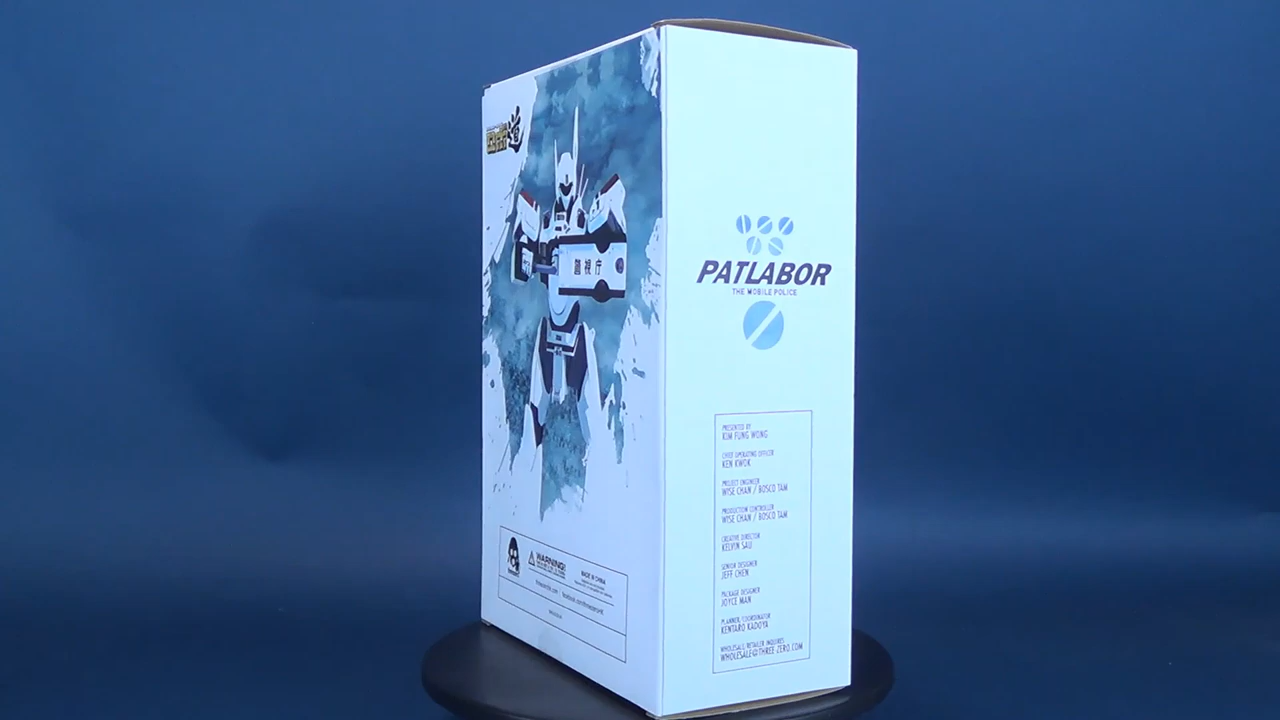 道
警視庁
WARNING!
MADE IN CHINA
PATLABOR
THE MOBILE POLICE
PRESENTED BY
KIM FUNG WONG
CHIEF OPERATING OFFICER
KEN KWOK
PROJECT ENGINEER
WISE CHAN / BOSCO TAM
PRODUCTION CONTROLLER
WISE CHAN / BOSCO TAM
CREATIVE DIRECTOR
KELVIN SAU
SENIOR DESIGNER
JEFF CHEN
PACKAGE DESIGNER
JOYCE MAN
PLANNER/COORDINATOR
KENTARO KADOYA
WHOLESALE/RETAILER INQUIRIES
WHOLESALE@THREE-ZERO.COM